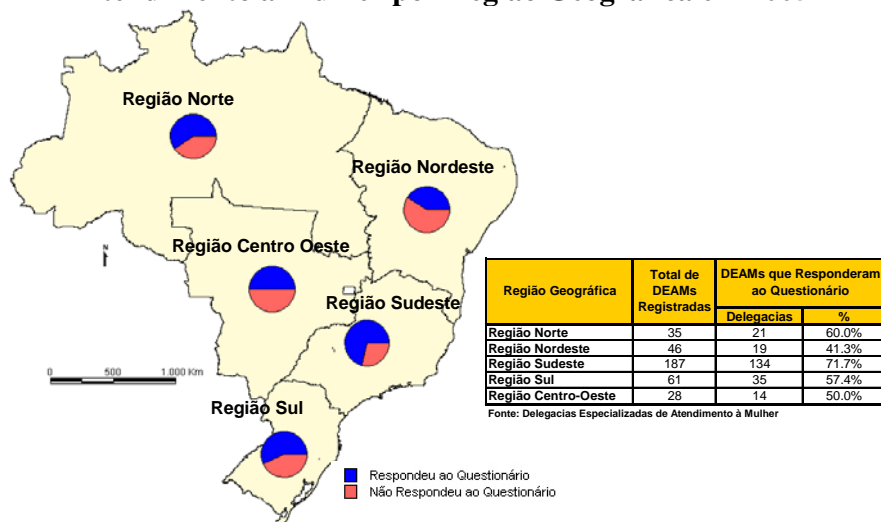 Região Norte
Região Nordeste
Região Centro Oeste
Região Sudeste
Região Sul
N
0 500 1.000 Km
Respondeu ao Questionário
Não Respondeu ao Questionário
Região Geográfica Total de DEAMs Registradas DEAMs que Responderam ao Questionário
Delegacias %
Região Norte 35 21 60.0%
Região Nordeste 46 19 41.3%
Região Sudeste 187 134 71.7%
Região Sul 61 35 57.4%
Região Centro-Oeste 28 14 50.0%
Fonte: Delegacias Especializadas de Atendimento à Mulher